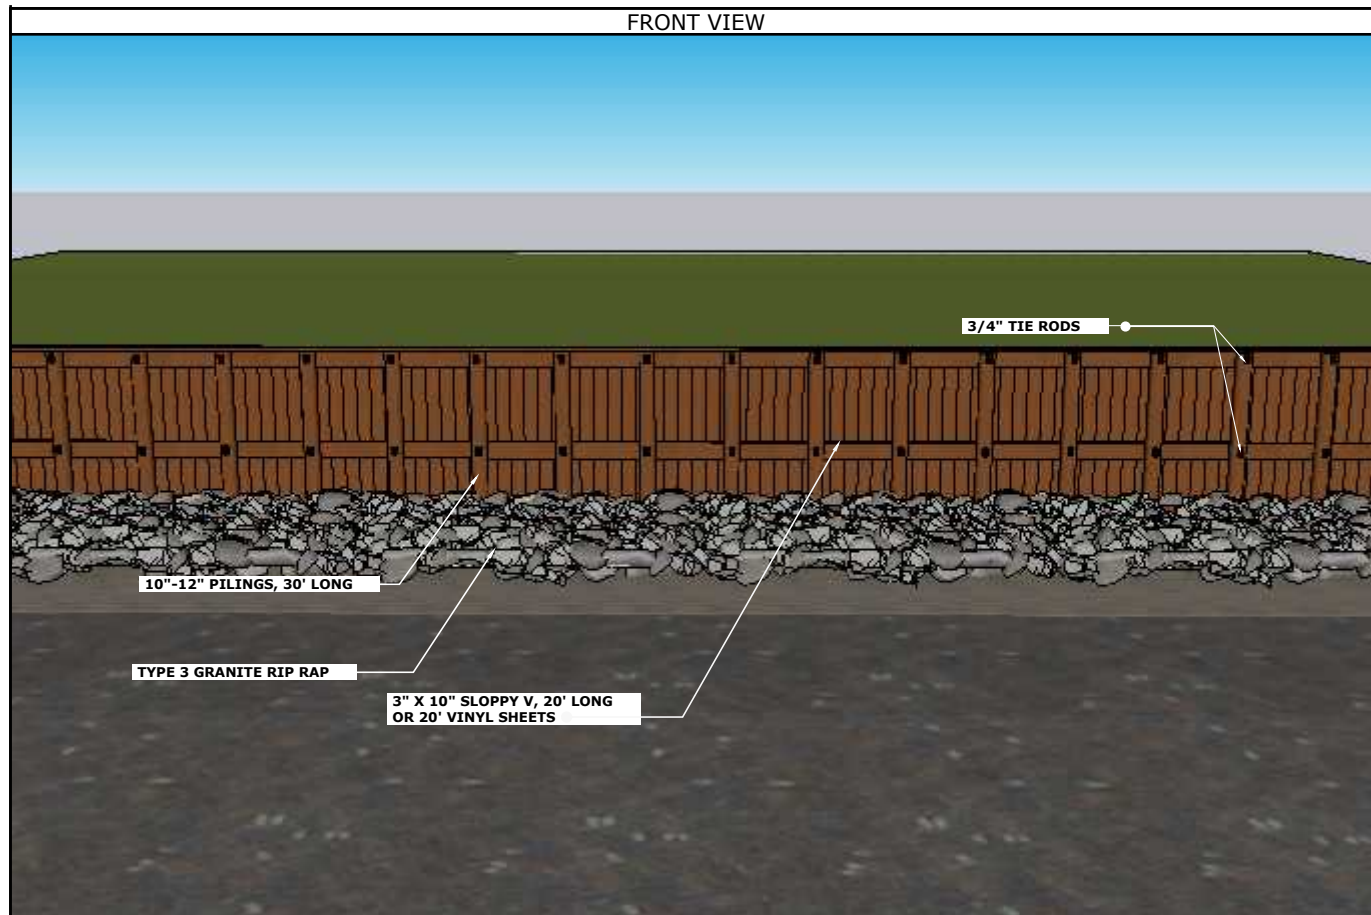 FRONT VIEW
3/4" TIE RODS
10"-12" PILINGS, 30' LONG
TYPE 3 GRANITE RIP RAP
3" X 10" SLOPPY V, 20' LONG
OR 20' VINYL SHEETS